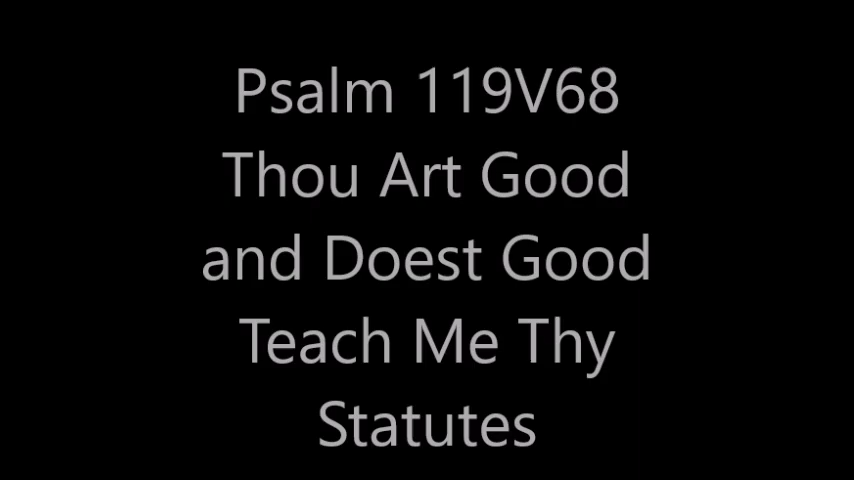 Psalm 119V68
Thou Art Good
and Doest Good
Teach Me Thy
Statutes